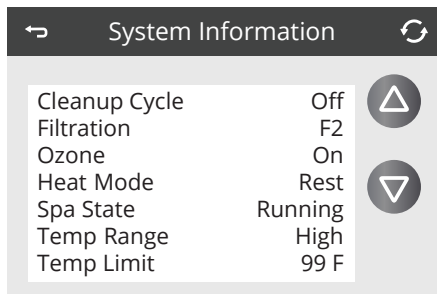 System Information
Cleanup Cycle Off
Filtration F2
Ozone On
Heat Mode Rest
Spa State Running
Temp Range High
Temp Limit 99 F